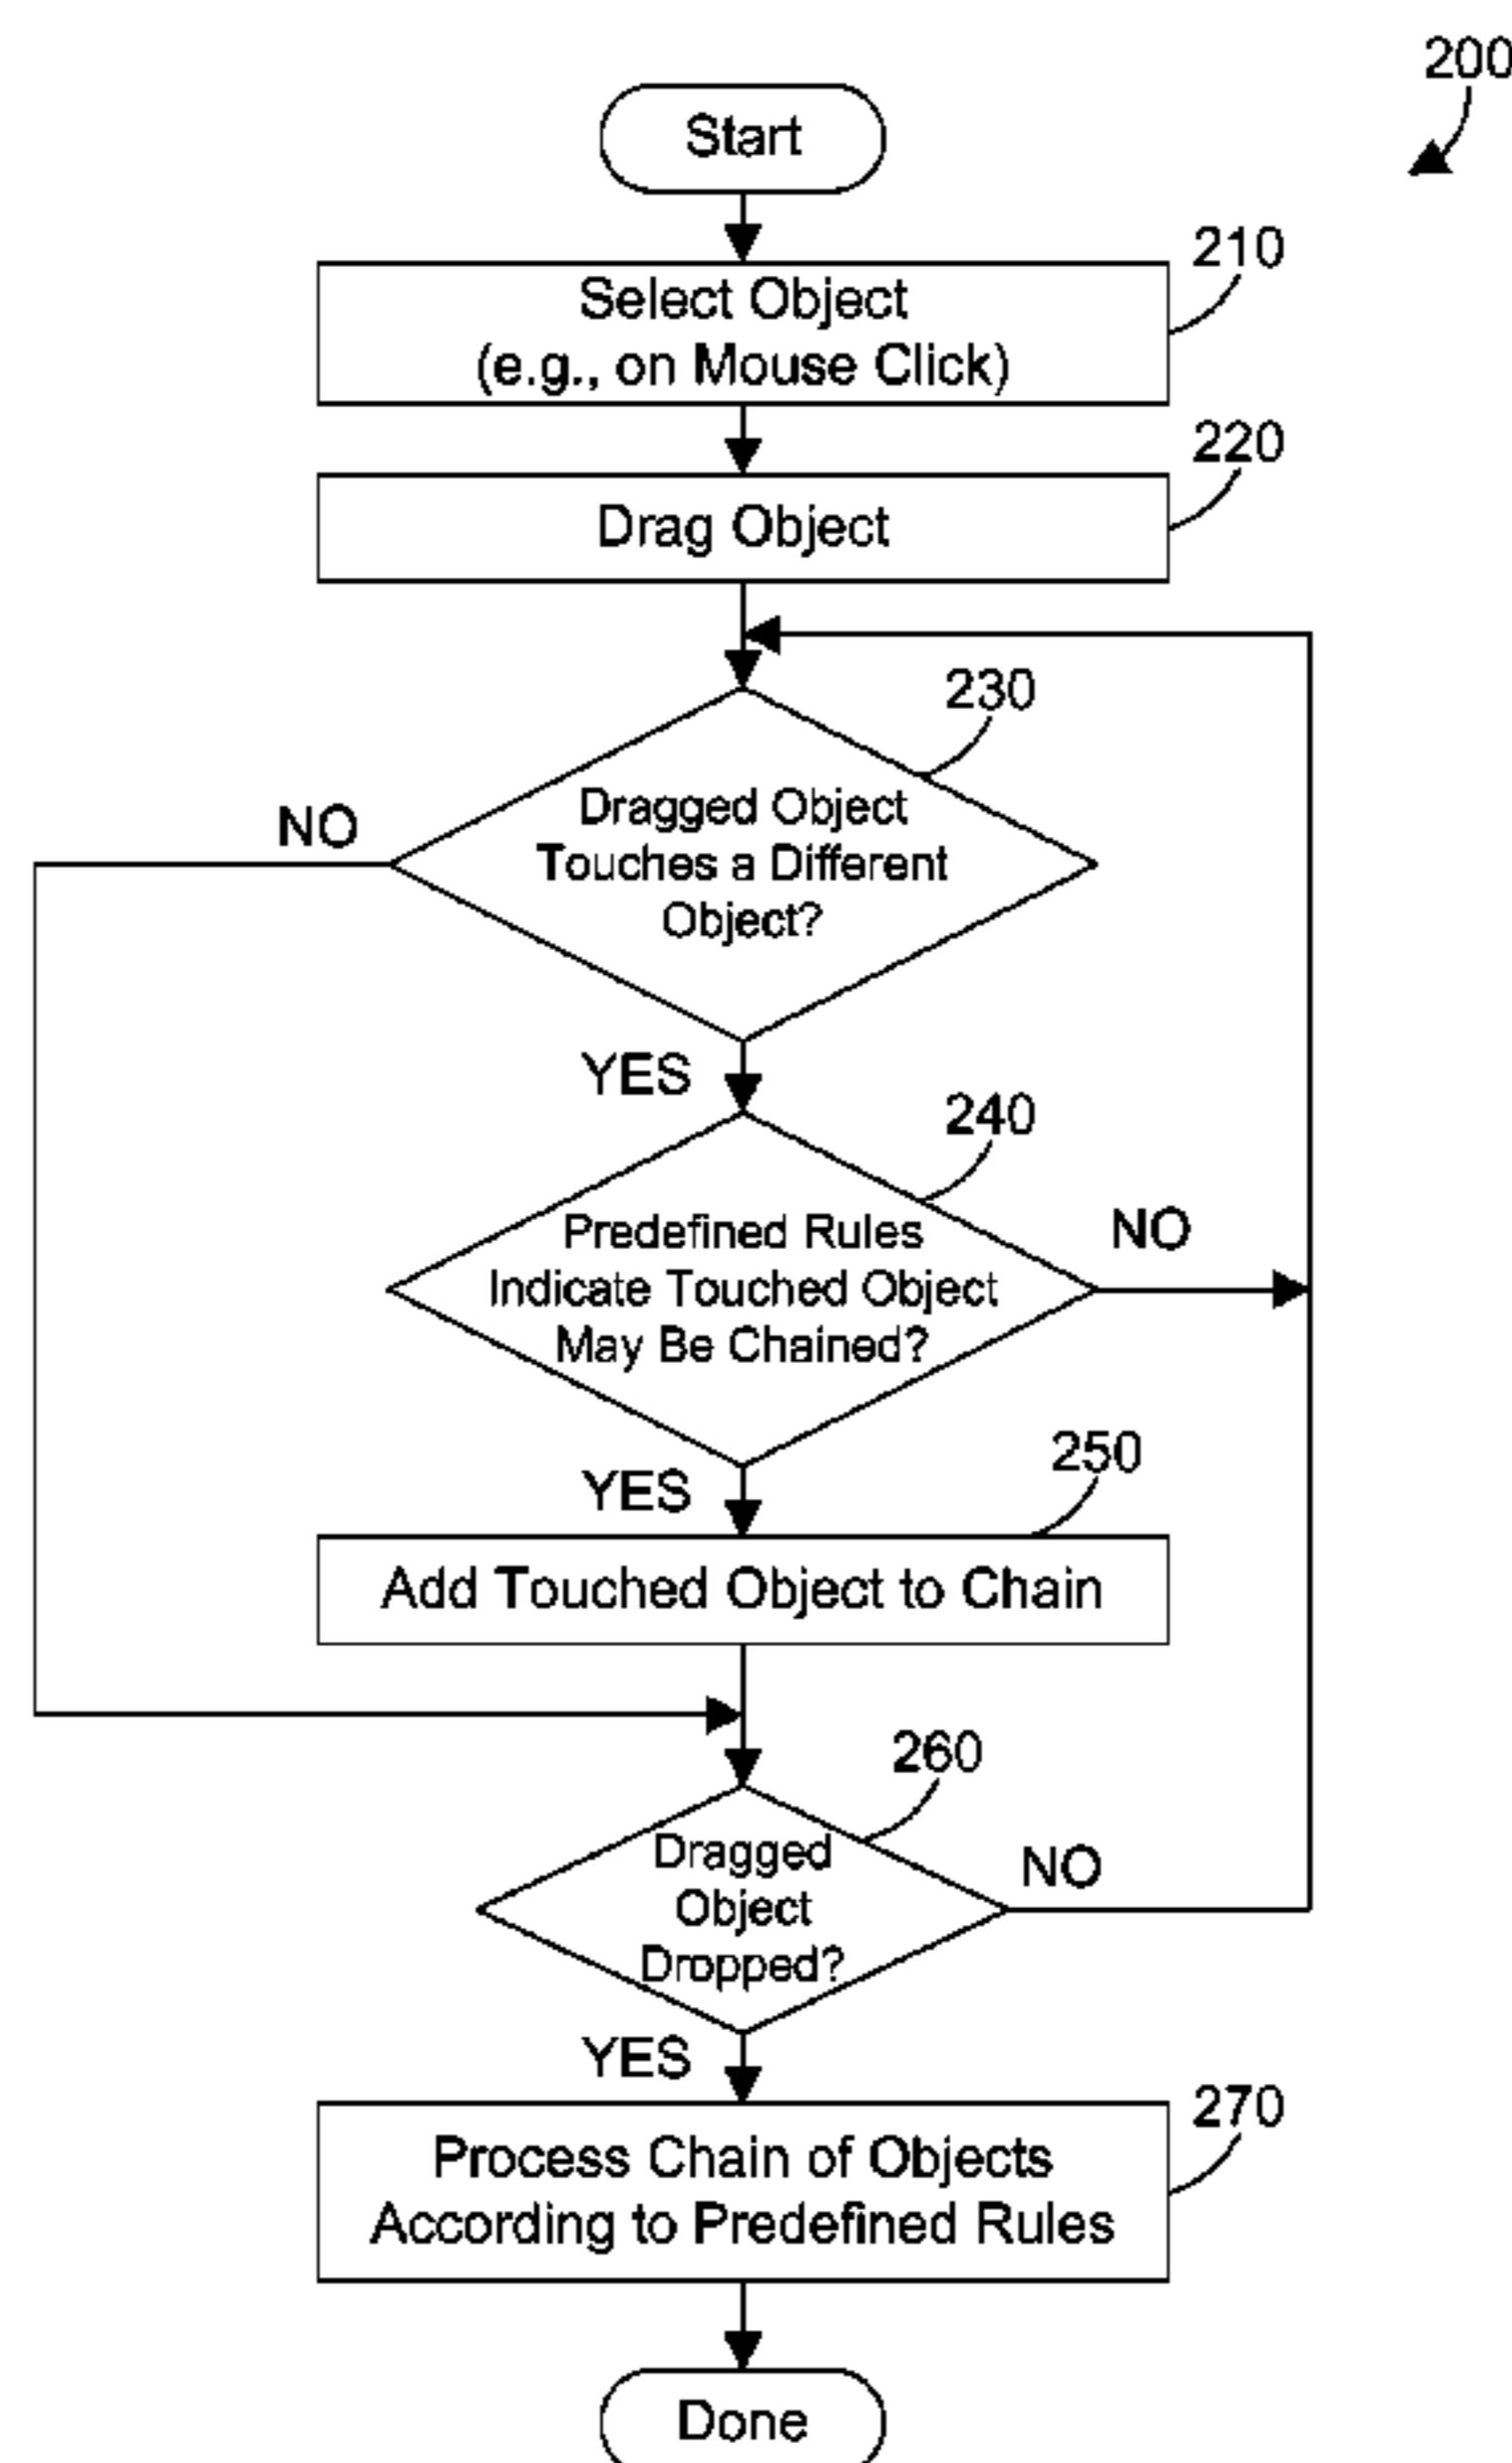 200
Start
210
Select Object
(e.g., on Mouse Click)
220
Drag Object
230
NO
Dragged Object
Touches a Different
Object?
YES
240
Predefined Rules
Indicate Touched Object
May Be Chained?
NO
YES
250
Add Touched Object to Chain
260
Dragged
Object
Dropped?
NO
YES
270
Process Chain of Objects
According to Predefined Rules
Done